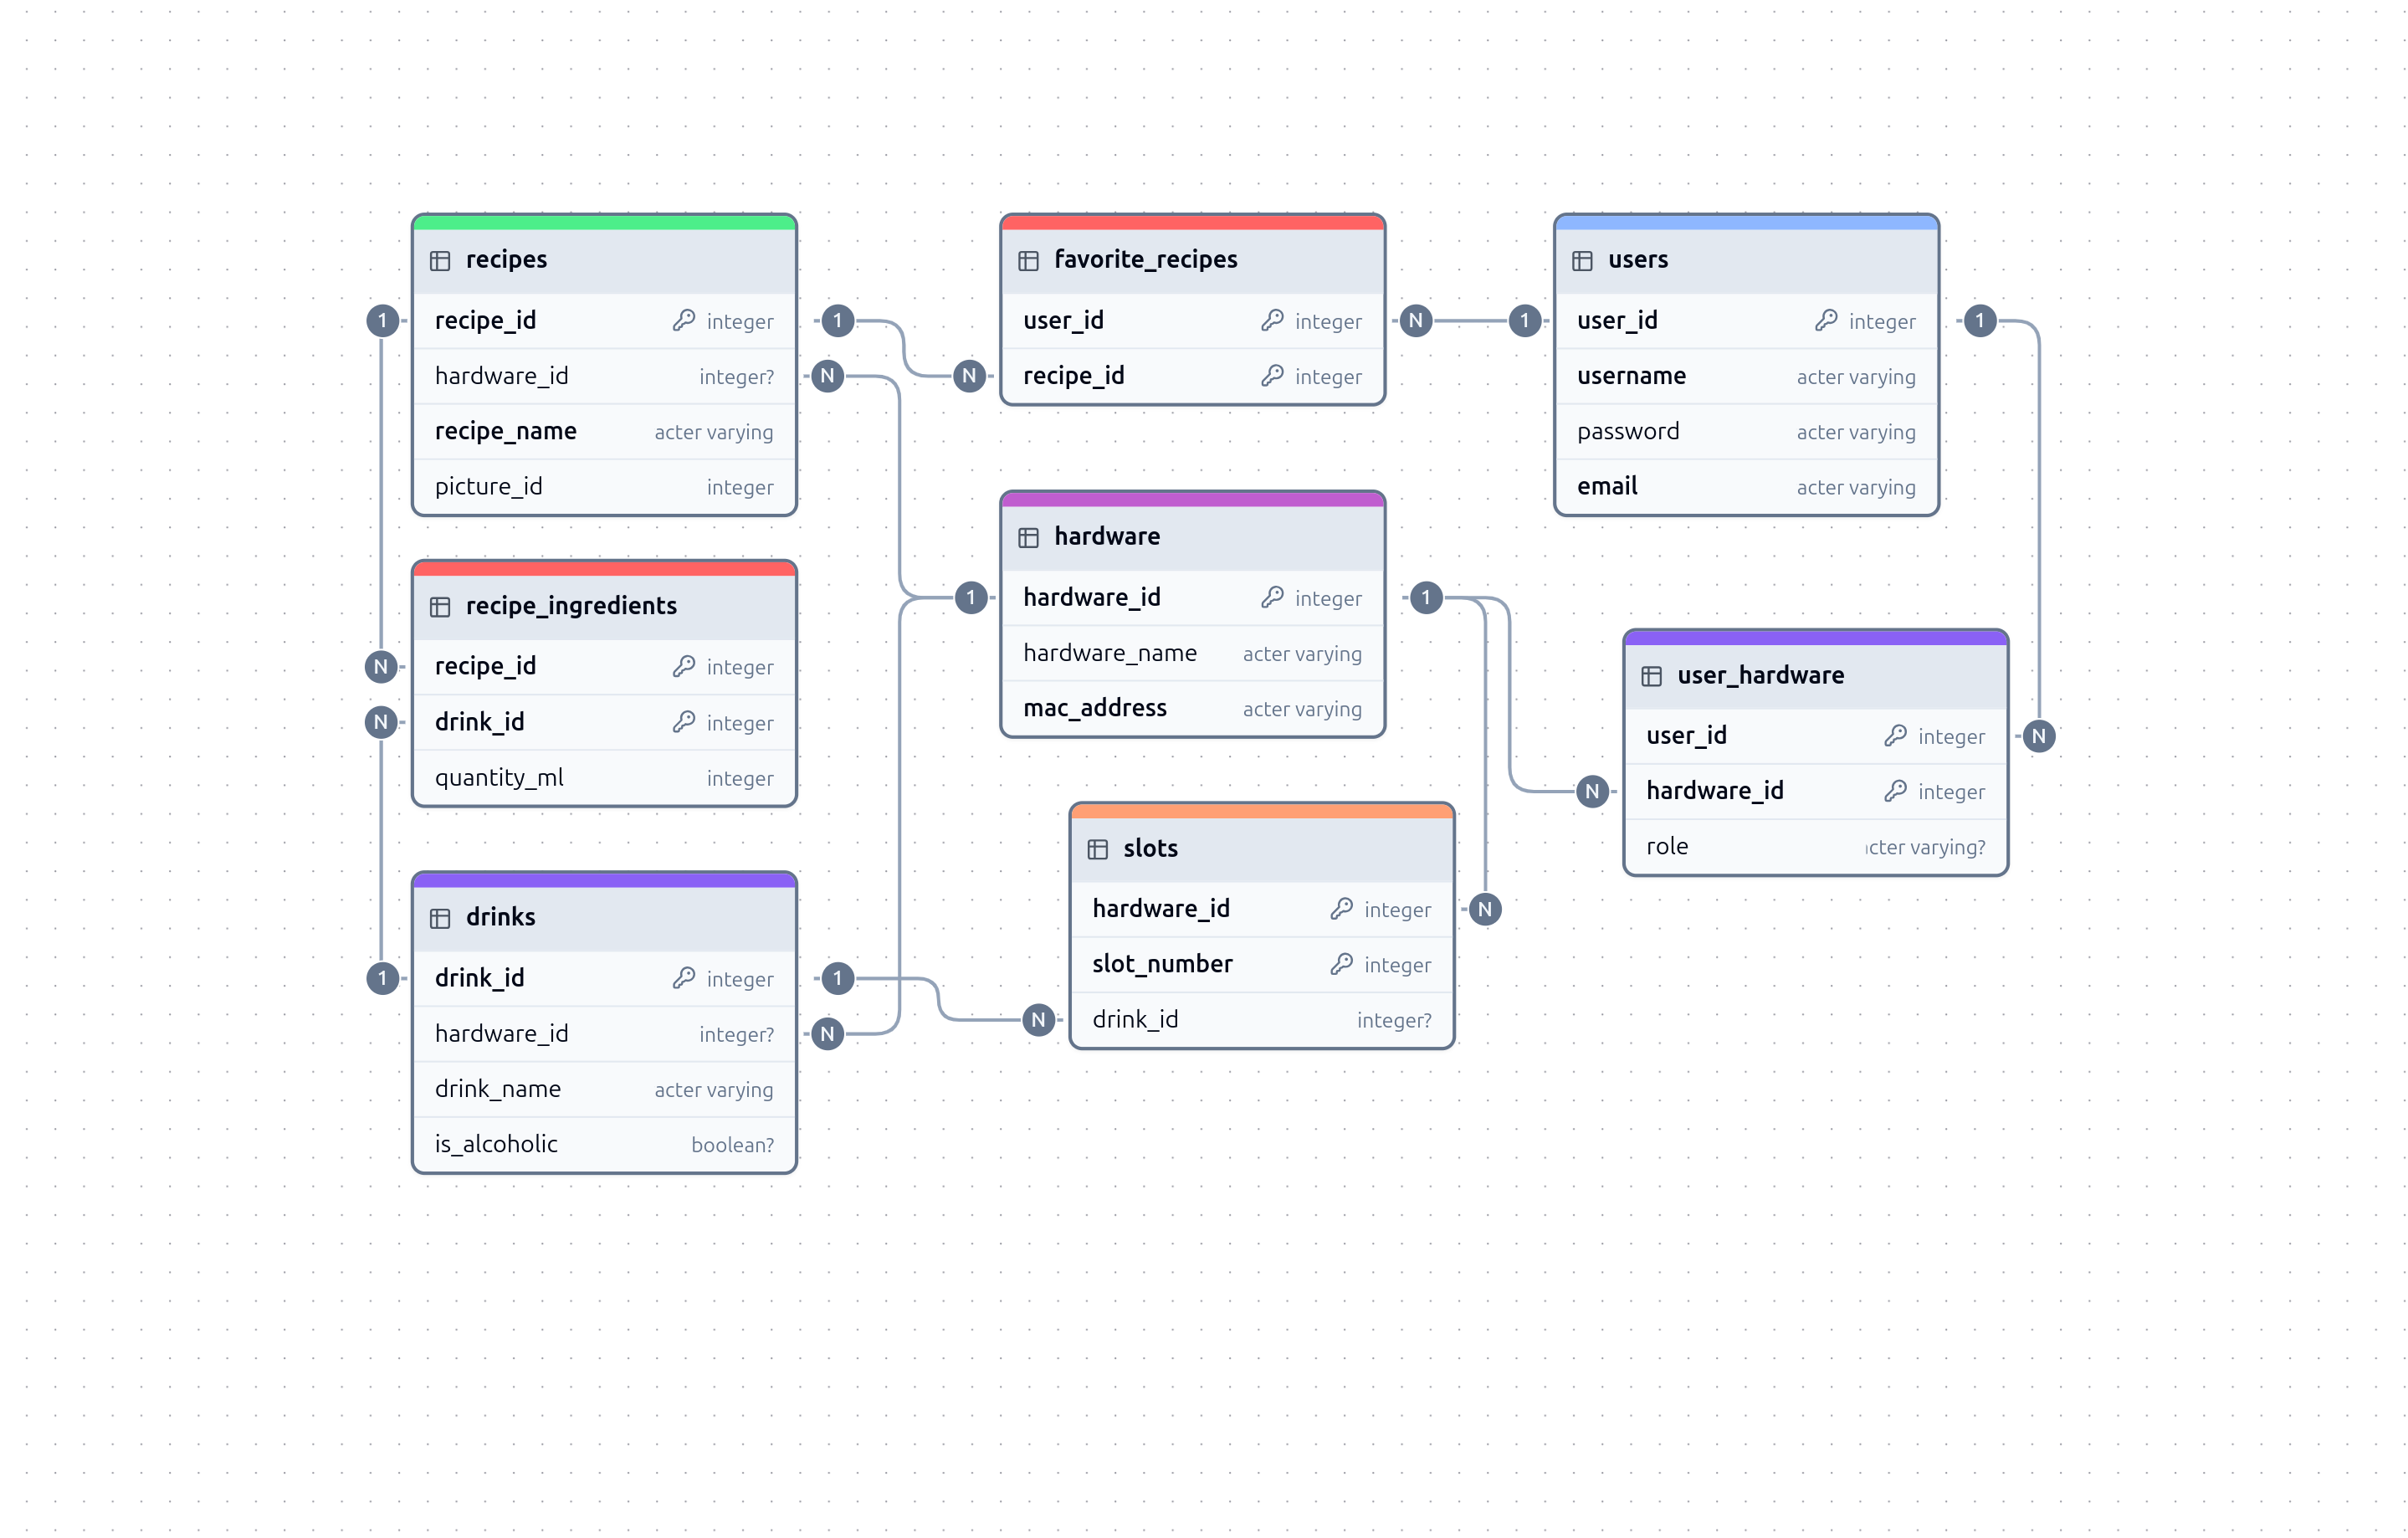 recipes
1 recipe_id integer 1
hardware_id integer? N
recipe_name acter varying
picture_id integer
favorite_recipes
user_id integer N
N recipe_id integer
users
1 user_id integer 1
username acter varying
password acter varying
email acter varying
recipe_ingredients
N recipe_id integer
N drink_id integer
quantity_ml integer
hardware
1 hardware_id integer 1
hardware_name acter varying
mac_address acter varying
user_hardware
user_id integer N
N hardware_id integer
role cter varying?
drinks
1 drink_id integer 1
hardware_id integer? N
drink_name acter varying
is_alcoholic boolean?
slots
hardware_id integer N
slot_number integer
N drink_id integer?